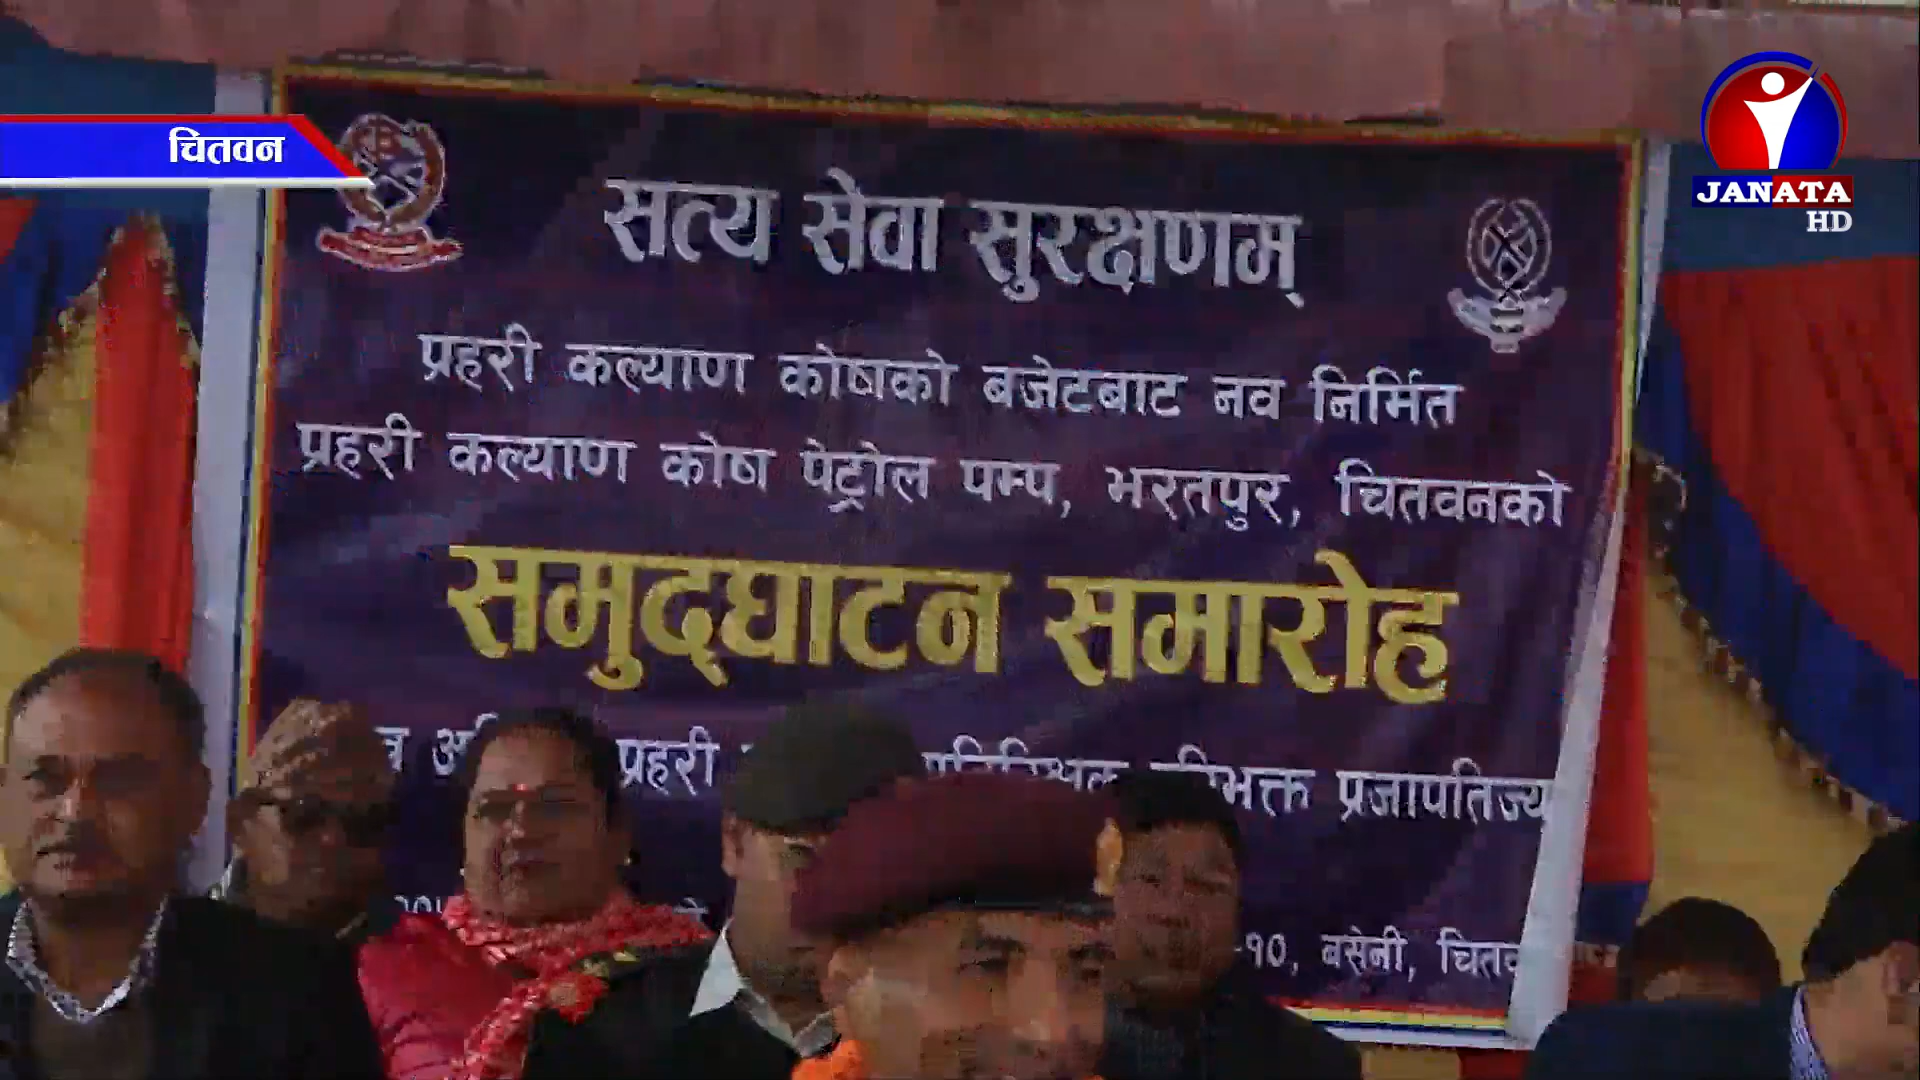 चितवन
JANATA
HD
सत्य सेवा सुरक्षणम्
प्रहरी कल्याण कोषको बजेटबाट नव निर्मित
प्रहरी कल्याण कोष पेट्रोल पम्प, भरतपुर, चितवनको
समुद्घाटन समारोह
प्रहरी प्रजापतिज्यू
-१०, बसेनी,